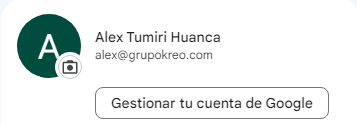 A
Alex Tumiri Huanca
alex@grupokreo.com
Gestionar tu cuenta de Google